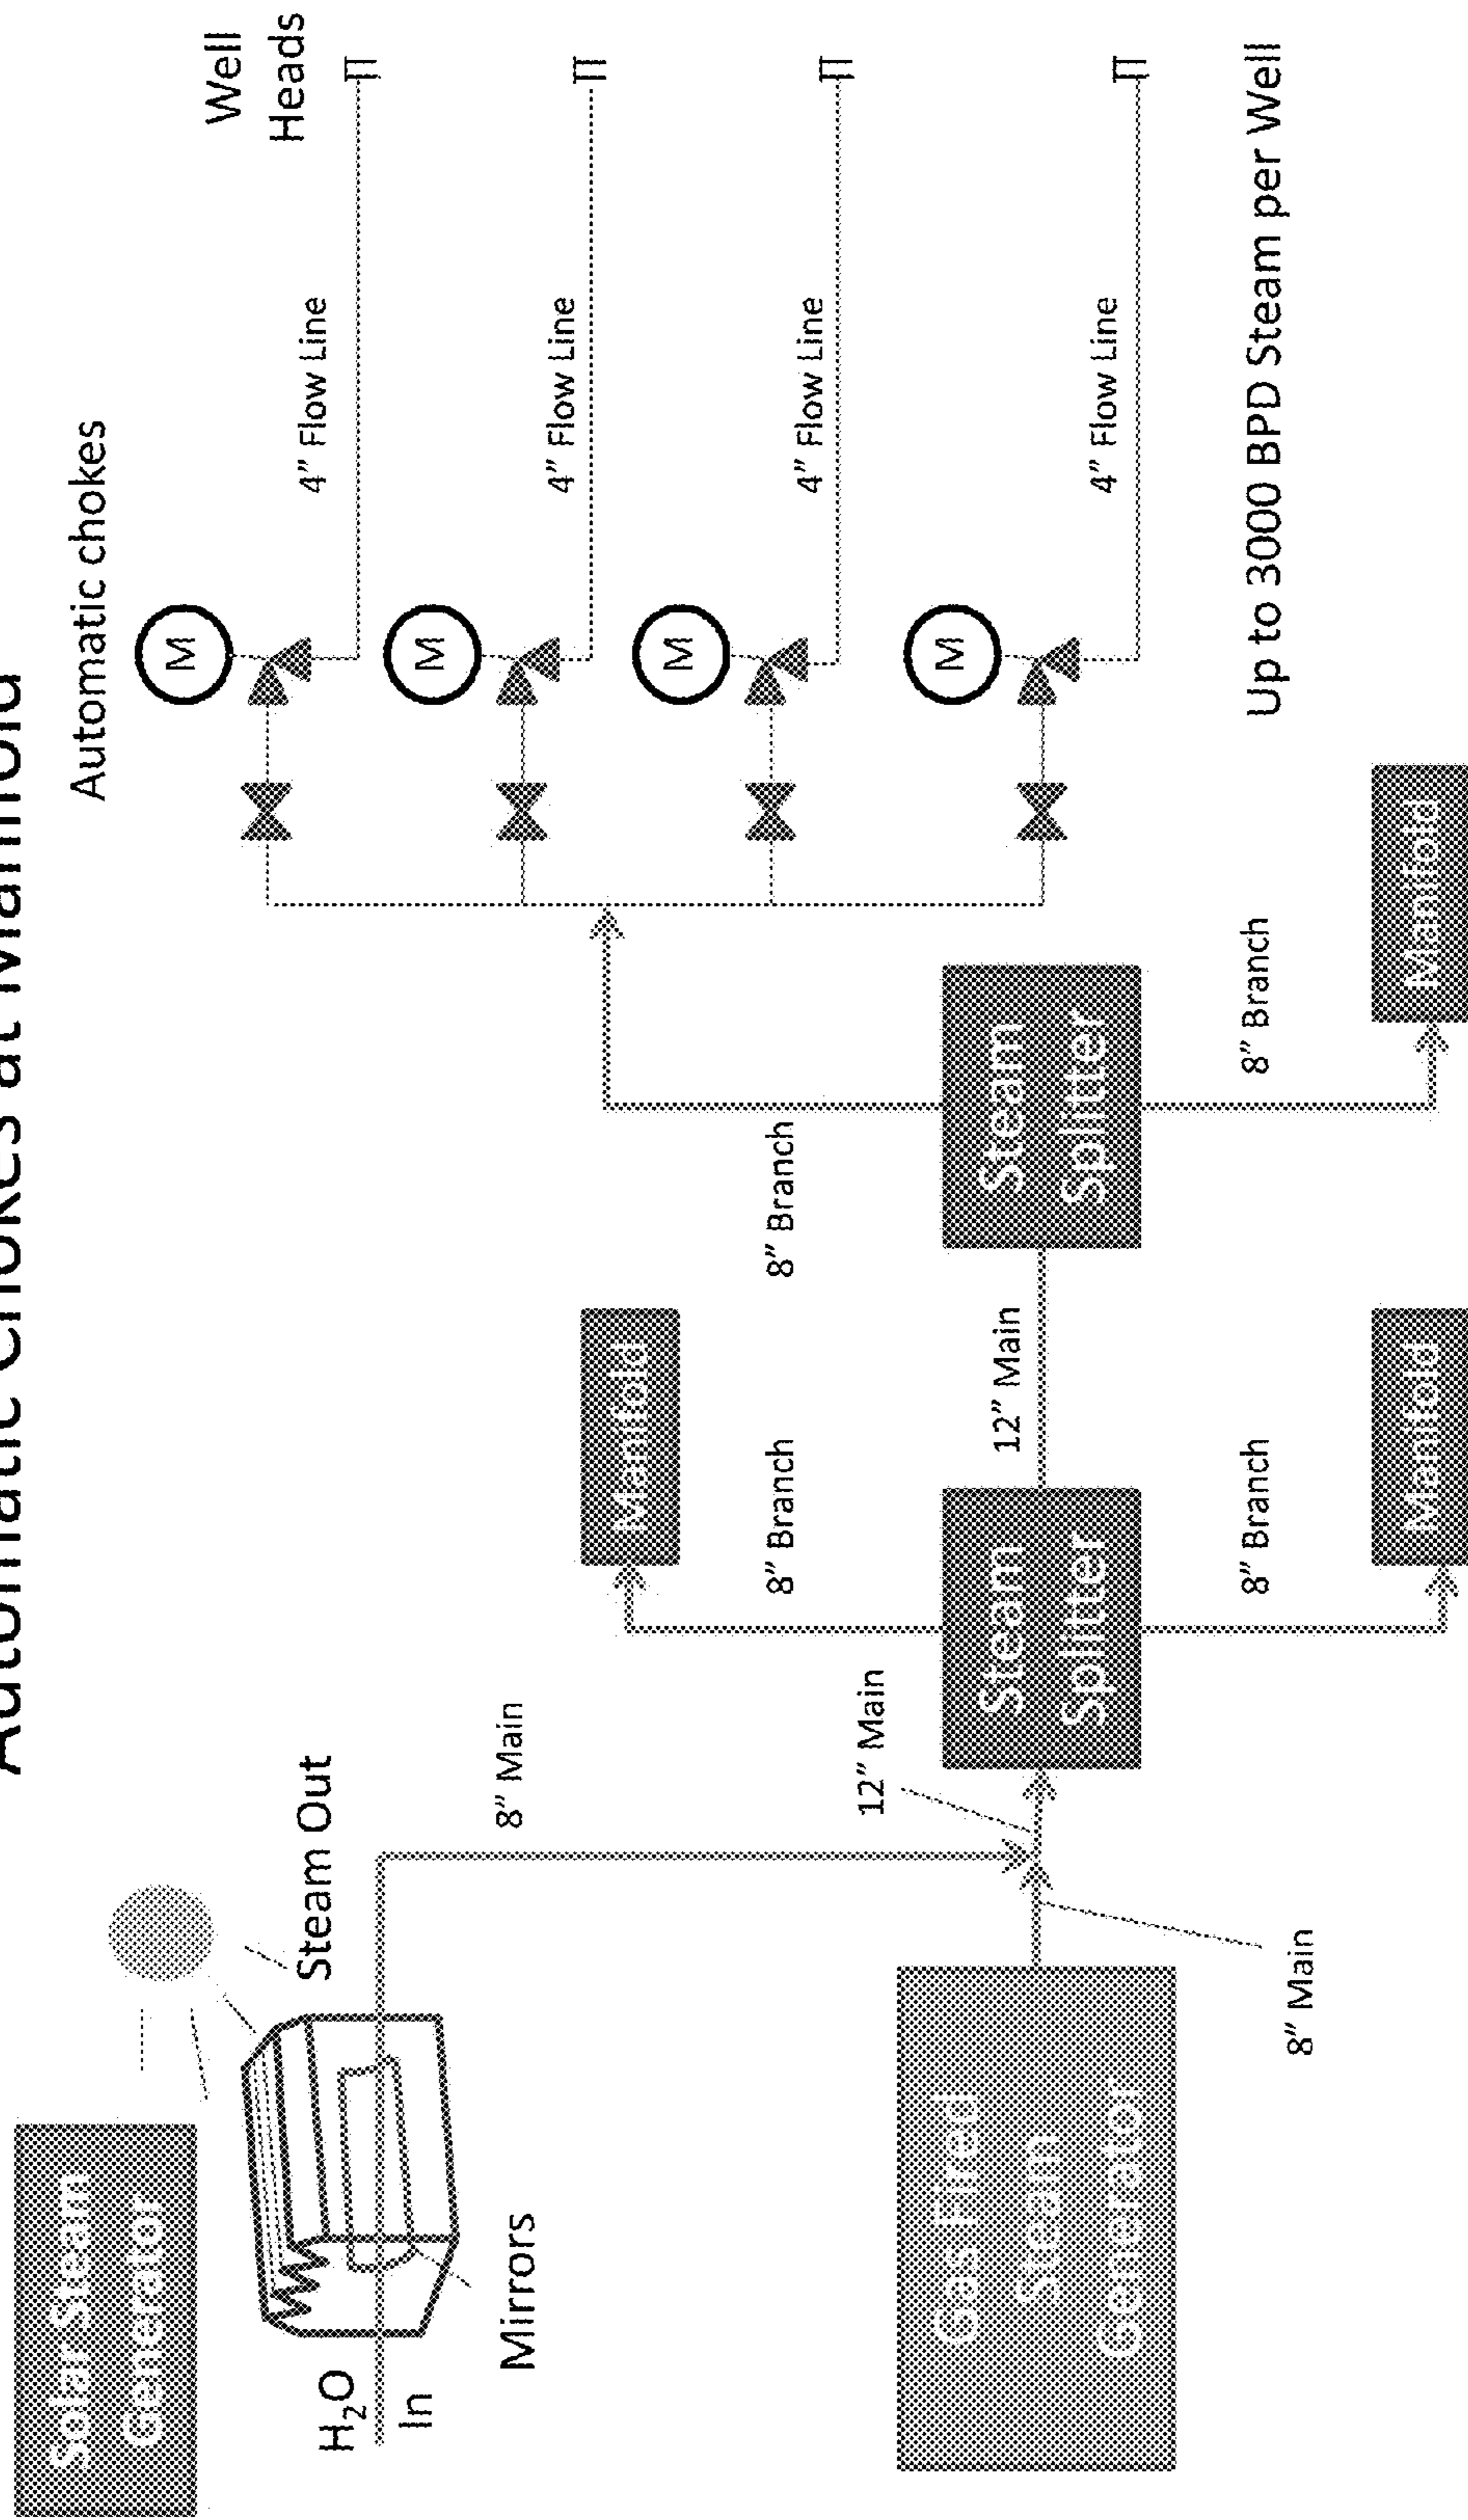 Automatic Chokes at Manifold
Solar Steam
Generator
H₂O
In
Mirrors
Steam Out
8” Main
12” Main
Gas Fired
Steam
Generator
8” Main
Steam
Splitter
8” Branch
Manifold
8” Branch
Manifold
12” Main
Steam
Splitter
8” Branch
8” Branch
Manifold
Automatic chokes
M
M
M
M
4” Flow Line
4” Flow Line
4” Flow Line
4” Flow Line
Well
Heads
Up to 3000 BPD Steam per Well